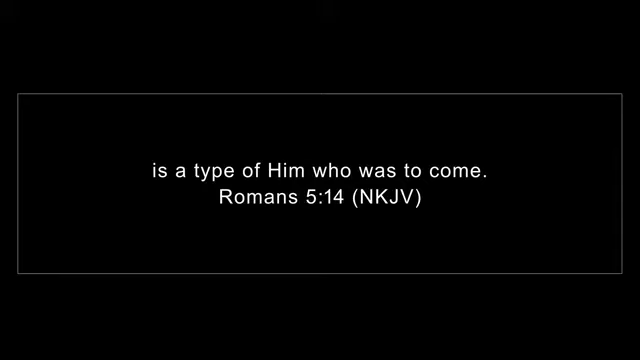 is a type of Him who was to come.
Romans 5:14 (NKJV)